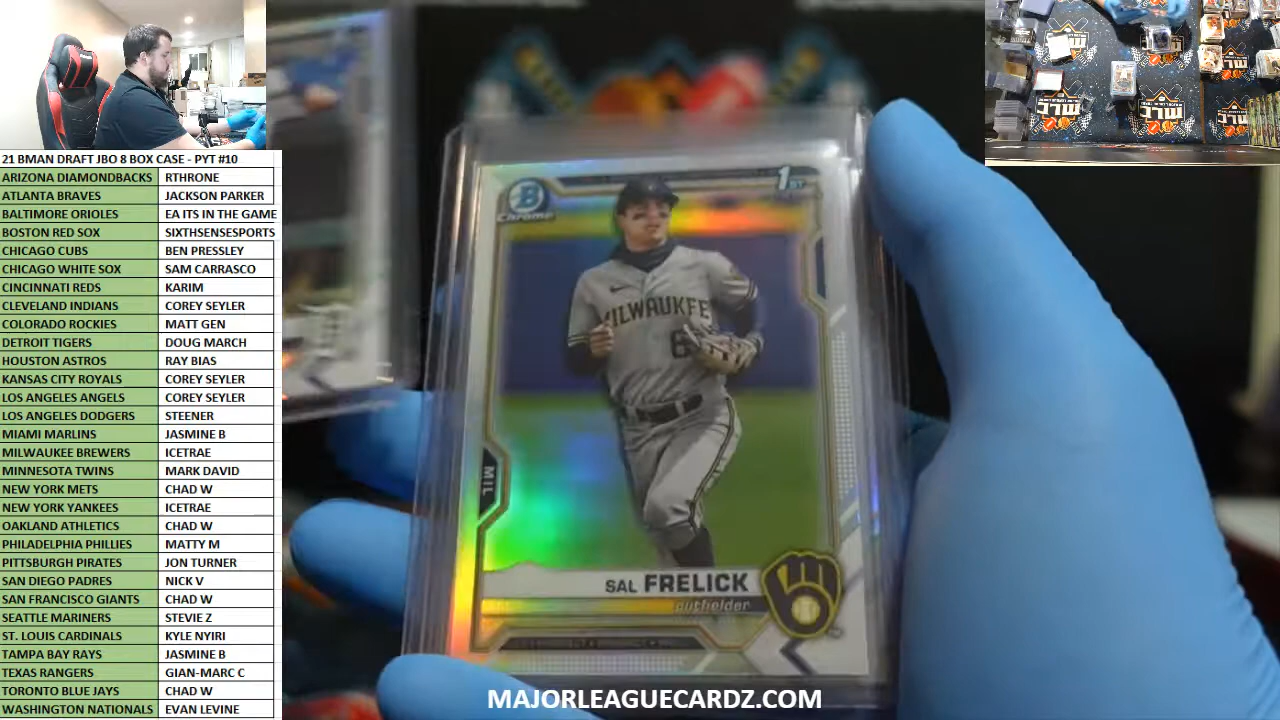 21 BMAN DRAFT JBO 8 BOX CASE - PYT #10
ARIZONA DIAMONDBACKS RTHRONE
ATLANTA BRAVES JACKSON PARKER
BALTIMORE ORIOLES EA ITS IN THE GAME
BOSTON RED SOX SIXTHSENSESPORTS
CHICAGO CUBS BEN PRESSLEY
CHICAGO WHITE SOX SAM CARRASCO
CINCINNATI REDS KARIM
CLEVELAND INDIANS COREY SEYLER
COLORADO ROCKIES MATT GEN
DETROIT TIGERS DOUG MARCH
HOUSTON ASTROS RAY BIAS
KANSAS CITY ROYALS COREY SEYLER
LOS ANGELES ANGELS COREY SEYLER
LOS ANGELES DODGERS STEENER
MIAMI MARLINS JASMINE B
MILWAUKEE BREWERS ICETRAE
MINNESOTA TWINS MARK DAVID
NEW YORK METS CHAD W
NEW YORK YANKEES ICETRAE
OAKLAND ATHLETICS CHAD W
PHILADELPHIA PHILLIES MATTY M
PITTSBURGH PIRATES JON TURNER
SAN DIEGO PADRES NICK V
SAN FRANCISCO GIANTS CHAD W
SEATTLE MARINERS STEVIE Z
ST. LOUIS CARDINALS KYLE NYIRI
TAMPA BAY RAYS JASMINE B
TEXAS RANGERS GIAN-MARC C
TORONTO BLUE JAYS CHAD W
WASHINGTON NATIONALS EVAN LEVINE
B
Chrome
1ST
MILWAUKEE
6
MIL
SAL FRELICK
outfielder
MAJORLEAGUECARDZ.COM